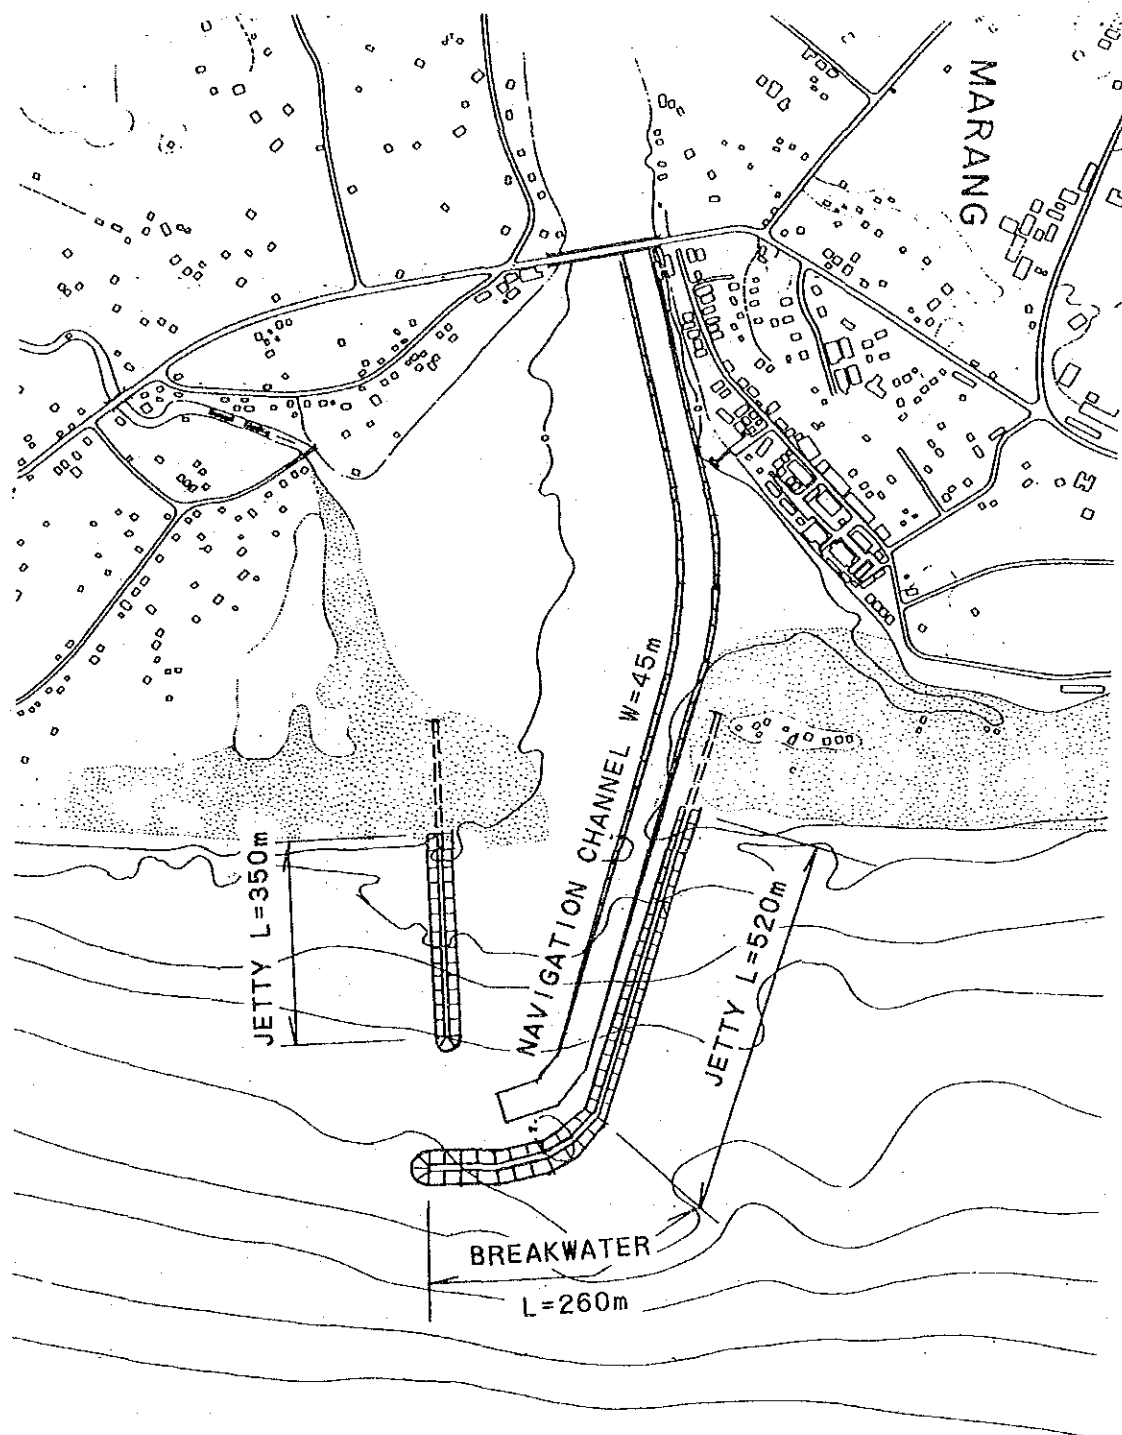 MARANG
NAVIGATION CHANNEL W=45m
JETTY L=350m
JETTY L=520m
BREAKWATER
L=260m